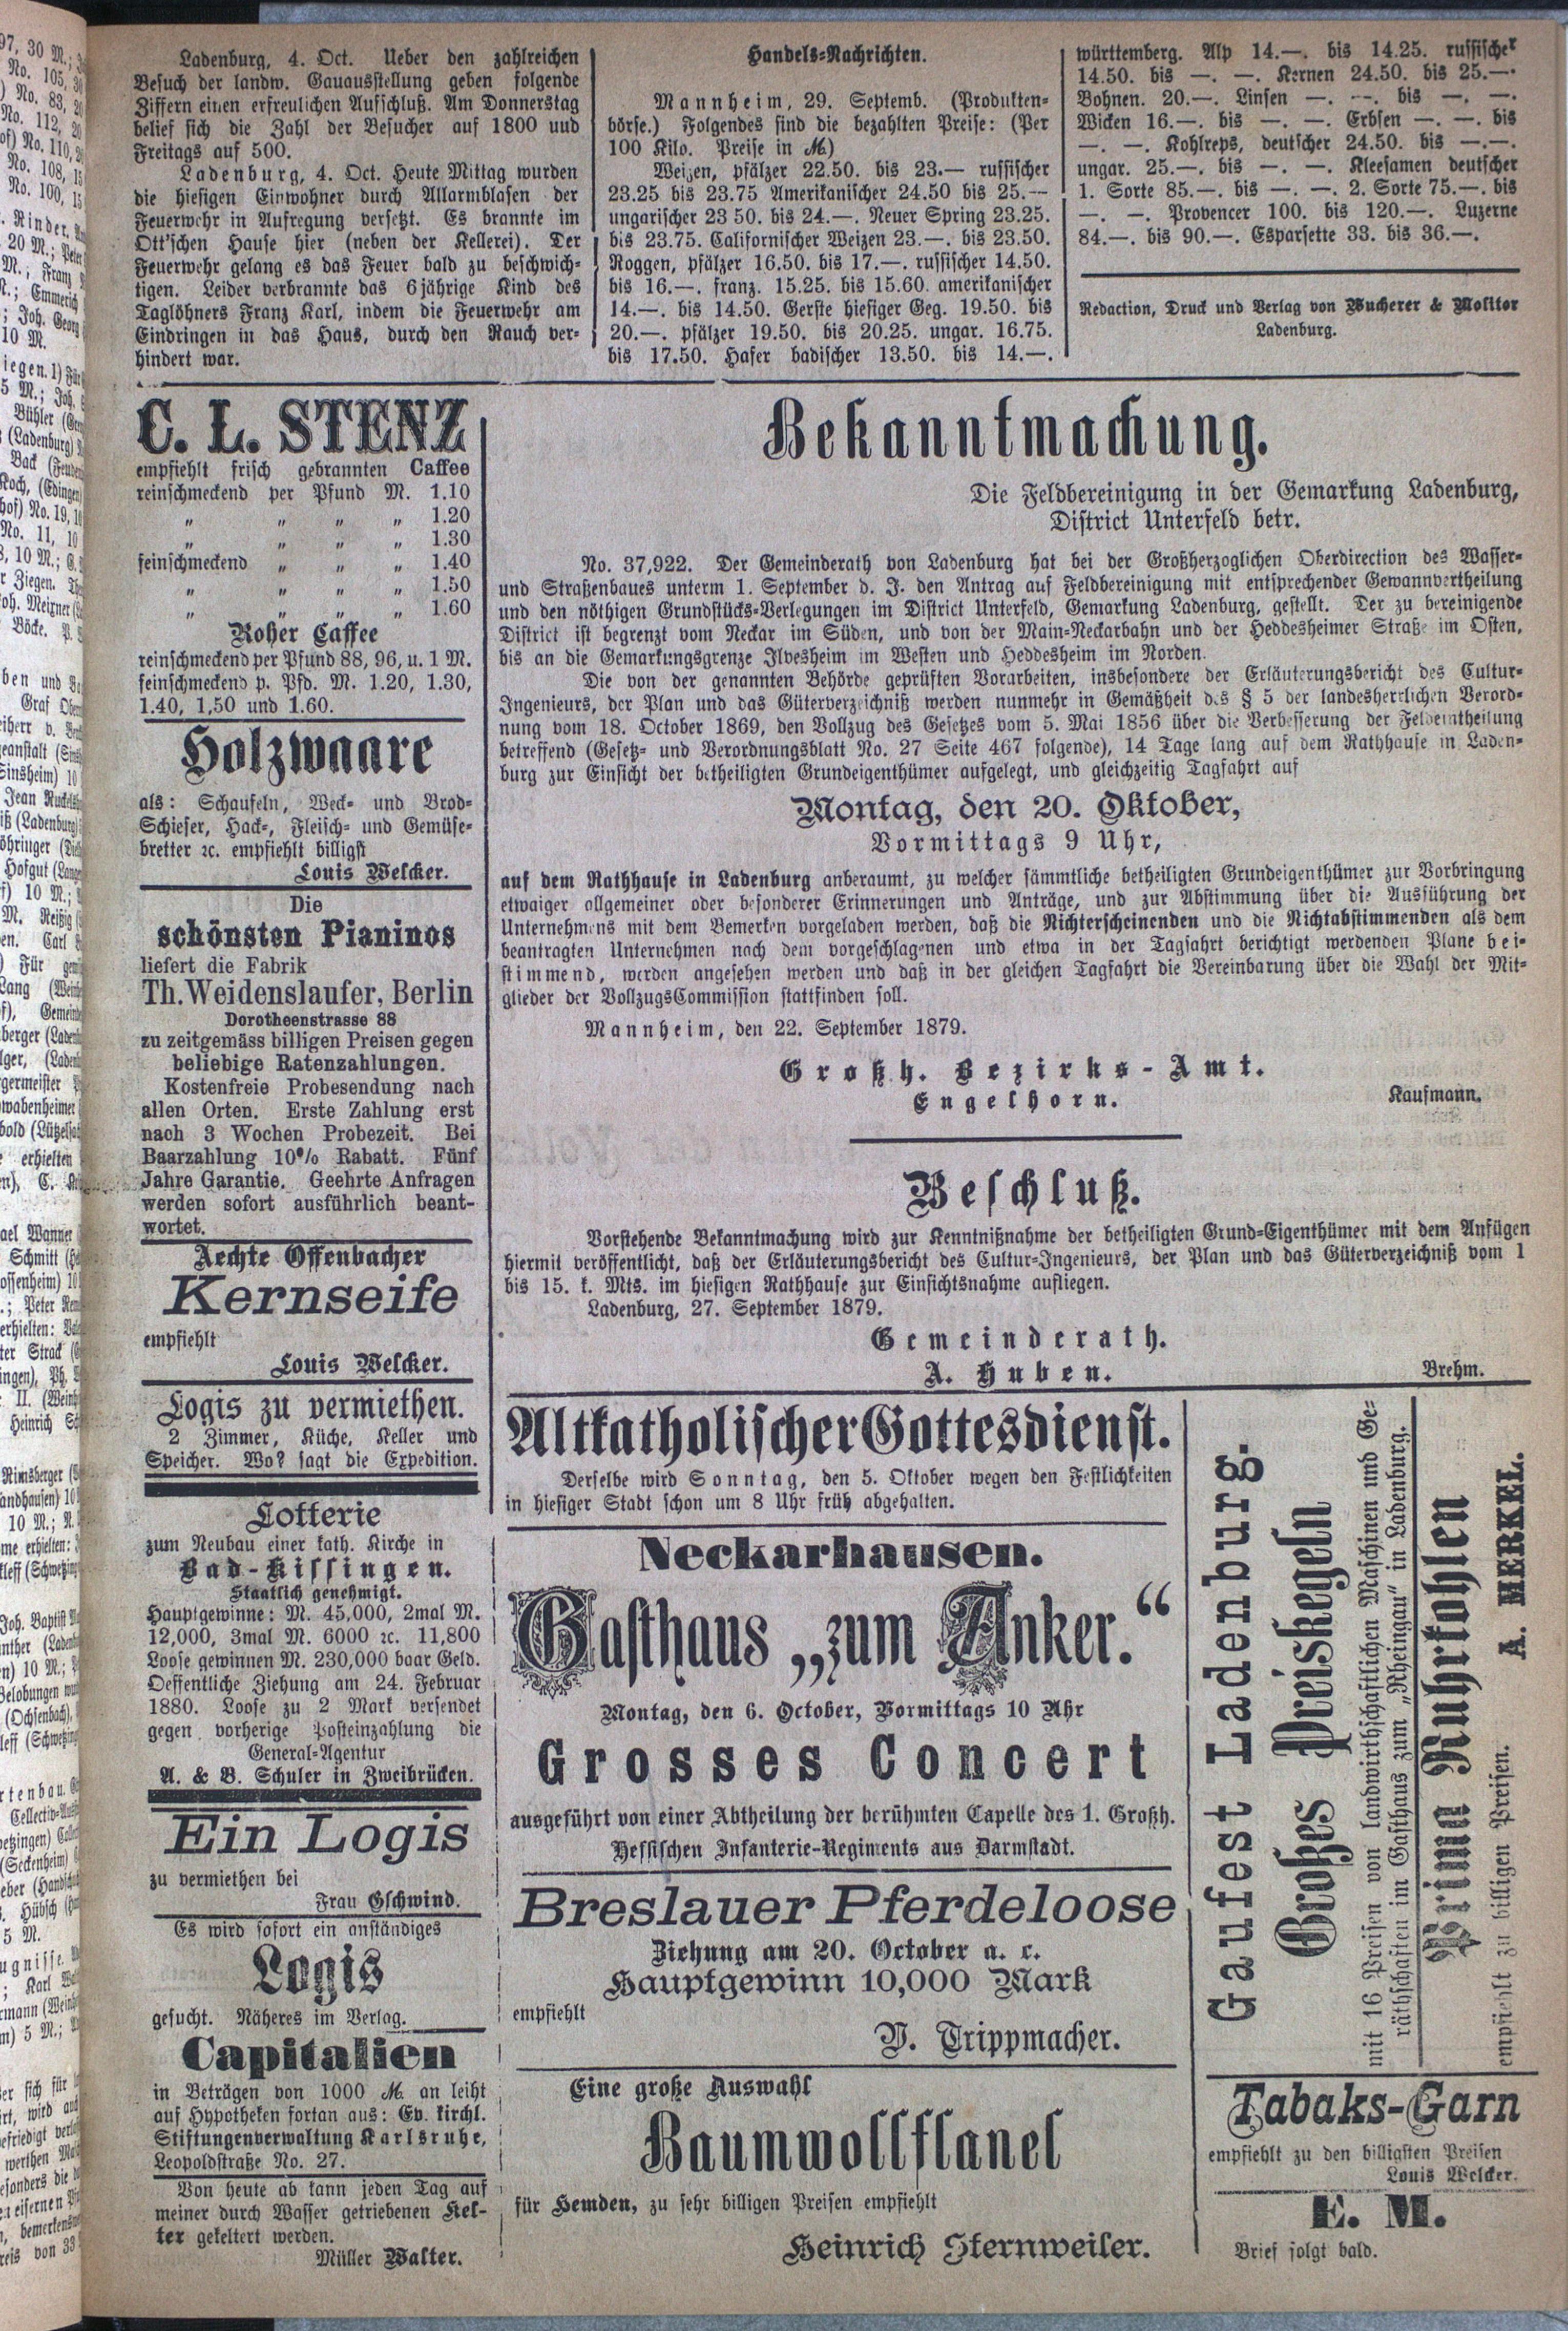 Ladenburg, 4. Oct. Ueber den zahlreichen
Besuch der landw. Gauausstellung geben folgende
Ziffern einen erfreulichen Aufschluß. Am Donnerstag
belief sich die Zahl der Besucher auf 1800 und
Freitags auf 500.
Ladenburg, 4. Oct. Heute Mittag wurden
die hiesigen Einwohner durch Allarmblasen der
Feuerwehr in Aufregung versetzt. Es brannte im
Ott'schen Hause hier (neben der Kellerei). Der
Feuerwehr gelang es das Feuer bald zu beschwich-
tigen. Leider verbrannte das 6jährige Kind des
Taglöhners Franz Karl, indem die Feuerwehr am
Eindringen in das Haus, durch den Rauch ver-
hindert war.
Handels-Nachrichten.
Mannheim, 29. Septemb. (Produkten-
börse.) Folgendes sind die bezahlten Preise: (Per
100 Kilo. Preise in M)
Weizen, pfälzer 22.50. bis 23.— russischer
23.25 bis 23.75 Amerikanischer 24.50 bis 25.—
ungarischer 23 50. bis 24.—. Neuer Spring 23.25.
bis 23.75. Californischer Weizen 23.—. bis 23.50.
Roggen, pfälzer 16.50. bis 17.—. russischer 14.50.
bis 16.—. franz. 15.25. bis 15.60. amerikanischer
14.—. bis 14.50. Gerste hiesiger Geg. 19.50. bis
20.—. pfälzer 19.50. bis 20.25. ungar. 16.75.
bis 17.50. Hafer badischer 13.50. bis 14.—.
württemberg. Alp 14.—. bis 14.25. russischer
14.50. bis —. —. Kernen 24.50. bis 25.—.
Bohnen. 20.—. Linsen —. —. bis —. —.
Wicken 16.—. bis —. —. Erbsen —. —. bis
—. —. Kohlreps, deutscher 24.50. bis —.—.
ungar. 25.—. bis —. —. Kleesamen deutscher
1. Sorte 85.—. bis —. —. 2. Sorte 75.—. bis
—. —. Provencer 100. bis 120.—. Luzerne
84.—. bis 90.—. Esparsette 33. bis 36.—.
Redaction, Druck und Verlag von Bucherer & Molitor
Ladenburg.
C. L. STENZ
empfiehlt frisch gebrannten Caffee
reinschmeckend per Pfund M. 1.10
„ „ „ „ 1.20
„ „ „ „ 1.30
feinschmeckend „ „ „ 1.40
„ „ „ „ 1.50
„ „ „ „ 1.60
Roher Caffee
reinschmeckend per Pfund 88, 96, u. 1 M.
feinschmeckend p. Pfd. M. 1.20, 1.30,
1.40, 1,50 und 1.60.
Holzwaare
als: Schaufeln, Weck- und Brod-
Schieser, Hack-, Fleisch- und Gemüse-
bretter ꝛc. empfiehlt billigst
Louis Welcker.
Die
schönsten Pianinos
liefert die Fabrik
Th. Weidenslaufer, Berlin
Dorotheenstrasse 88
zu zeitgemäss billigen Preisen gegen
beliebige Ratenzahlungen.
Kostenfreie Probesendung nach
allen Orten. Erste Zahlung erst
nach 3 Wochen Probezeit. Bei
Baarzahlung 10% Rabatt. Fünf
Jahre Garantie. Geehrte Anfragen
werden sofort ausführlich beant-
wortet.
Aechte Offenbacher
Kernseife
empfiehlt
Louis Welcker.
Logis zu vermiethen.
2 Zimmer, Küche, Keller und
Speicher. Wo? sagt die Expedition.
Lotterie
zum Neubau einer kath. Kirche in
Bad-Kissingen.
Staatlich genehmigt.
Hauptgewinne: M. 45,000, 2mal M.
12,000, 3mal M. 6000 ꝛc. 11,800
Loose gewinnen M. 230,000 baar Geld.
Oeffentliche Ziehung am 24. Februar
1880. Loose zu 2 Mark versendet
gegen vorherige Posteinzahlung die
General-Agentur
A. & B. Schuler in Zweibrücken.
Ein Logis
zu vermiethen bei
Frau Gschwind.
Es wird sofort ein anständiges
Logis
gesucht. Näheres im Verlag.
Capitalien
in Beträgen von 1000 M. an leiht
auf Hypotheken fortan aus: Ev. kirchl.
Stiftungenverwaltung Karlsruhe,
Leopoldstraße No. 27.
Von heute ab kann jeden Tag auf
meiner durch Wasser getriebenen Kel-
ter gekeltert werden.
Müller Walter.
Bekanntmachung.
Die Feldbereinigung in der Gemarkung Ladenburg,
District Unterfeld betr.
No. 37,922. Der Gemeinderath von Ladenburg hat bei der Großherzoglichen Oberdirection des Wasser-
und Straßenbaues unterm 1. September d. J. den Antrag auf Feldbereinigung mit entsprechender Gewannvertheilung
und den nöthigen Grundstücks-Verlegungen im District Unterfeld, Gemarkung Ladenburg, gestellt. Der zu bereinigende
District ist begrenzt vom Neckar im Süden, und von der Main-Neckarbahn und der Heddesheimer Straße im Osten,
bis an die Gemarkungsgrenze Ilvesheim im Westen und Heddesheim im Norden.
Die von der genannten Behörde geprüften Vorarbeiten, insbesondere der Erläuterungsbericht des Cultur-
Ingenieurs, der Plan und das Güterverzeichniß werden nunmehr in Gemäßheit des § 5 der landesherrlichen Verord-
nung vom 18. October 1869, den Vollzug des Gesetzes vom 5. Mai 1856 über die Verbesserung der Feldeintheilung
betreffend (Gesetz- und Verordnungsblatt No. 27 Seite 467 folgende), 14 Tage lang auf dem Rathhause in Laden-
burg zur Einsicht der betheiligten Grundeigenthümer aufgelegt, und gleichzeitig Tagfahrt auf
Montag, den 20. Oktober,
Vormittags 9 Uhr,
auf dem Rathhause in Ladenburg anberaumt, zu welcher sämmtliche betheiligten Grundeigenthümer zur Vorbringung
etwaiger allgemeiner oder besonderer Erinnerungen und Anträge, und zur Abstimmung über die Ausführung der
Unternehmens mit dem Bemerken vorgeladen werden, daß die Nichterscheinenden und die Nichtabstimmenden als dem
beantragten Unternehmen nach dem vorgeschlagenen und etwa in der Tagfahrt berichtigt werdenden Plane bei-
stimmend, werden angesehen werden und daß in der gleichen Tagfahrt die Vereinbarung über die Wahl der Mit-
glieder der VollzugsCommission stattfinden soll.
Mannheim, den 22. September 1879.
Großh. Bezirks-Amt.
Engelhorn.
Kaufmann.
Beschluß.
Vorstehende Bekanntmachung wird zur Kenntnißnahme der betheiligten Grund-Eigenthümer mit dem Anfügen
hiermit veröffentlicht, daß der Erläuterungsbericht des Cultur-Ingenieurs, der Plan und das Güterverzeichniß vom 1
bis 15. k. Mts. im hiesigen Rathhause zur Einsichtsnahme aufliegen.
Ladenburg, 27. September 1879.
Gemeinderath.
A. Huben.
Brehm.
Altkatholischer Gottesdienst.
Derselbe wird Sonntag, den 5. Oktober wegen den Festlichkeiten
in hiesiger Stadt schon um 8 Uhr früh abgehalten.
Neckarhausen.
Gasthaus „zum Anker."
Montag, den 6. October, Vormittags 10 Uhr
Grosses Concert
ausgeführt von einer Abtheilung der berühmten Capelle des 1. Großh.
Hessischen Infanterie-Regiments aus Darmstadt.
Breslauer Pferdeloose
Ziehung am 20. October a. c.
Hauptgewinn 10,000 Mark
empfiehlt
P. Trippmacher.
Eine große Auswahl
Baumwollflanel
für Hemden, zu sehr billigen Preisen empfiehlt
Heinrich Sternweiler.
Gaufest Ladenburg.
Großes Preiskegeln
mit 16 Preisen von landwirthschaftlichen Maschinen und Ge-
räthschaften im Gasthaus zum „Rheingau" in Ladenburg.
Prima Ruhrkohlen
empfiehlt zu billigen Preisen.
A. MERKEL.
Tabaks-Garn
empfiehlt zu den billigsten Preisen
Louis Welcker.
E. M.
Brief folgt bald.